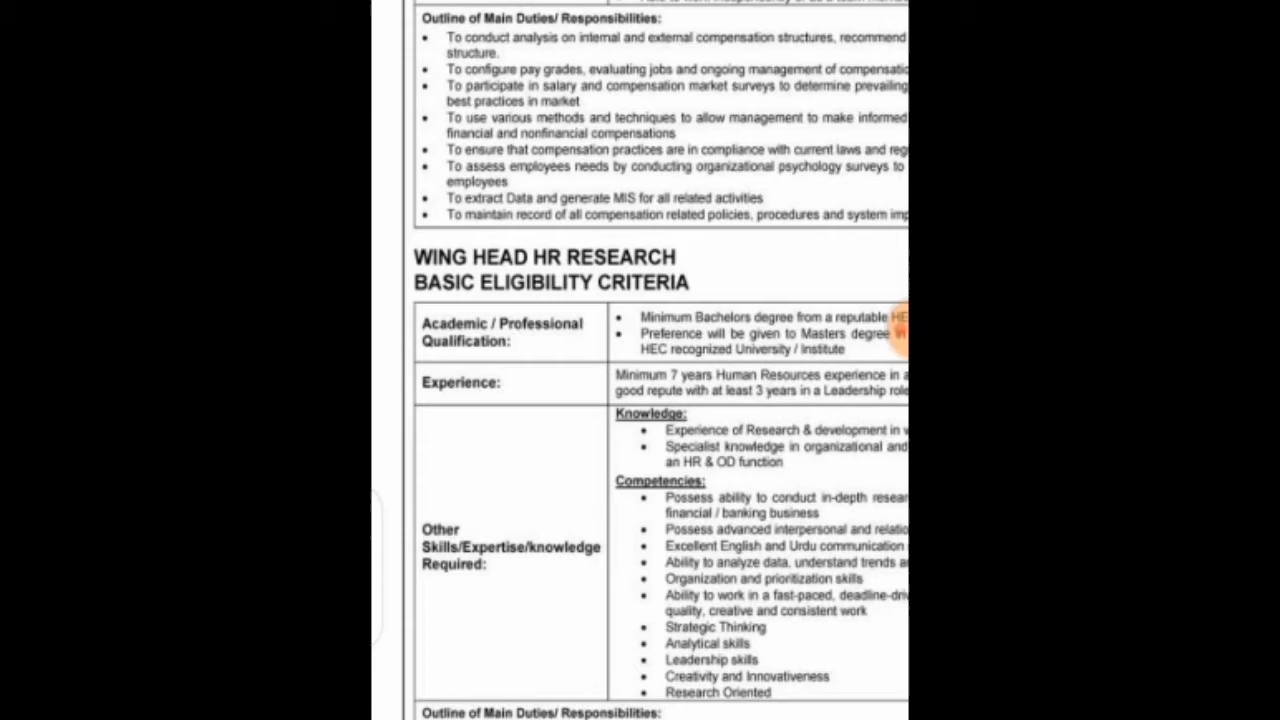 Outline of Main Duties/ Responsibilities:
• To conduct analysis on internal and external compensation structures, recommend
structure.
• To configure pay grades, evaluating jobs and ongoing management of
• To participate in salary and compensation market surveys to determine prevailing
best practices in market
• To use various methods and techniques to allow management to make informed
financial and nonfinancial compensations
• To ensure that compensation practices are in compliance with current laws and
• To assess employees needs by conducting organizational psychology surveys to
employees
• To extract Data and generate MIS for all related activities
• To maintain record of all compensation related policies, procedures and system
WING HEAD HR RESEARCH
BASIC ELIGIBILITY CRITERIA
Academic / Professional
Qualification:
• Minimum Bachelors degree from a reputable
• Preference will be given to Masters degree in
HEC recognized University / Institute
Experience:
Minimum 7 years Human Resources experience in
good repute with at least 3 years in a Leadership role
Other
Skills/Expertise/knowledge
Required:
Knowledge:
• Experience of Research & development in
• Specialist knowledge in organizational and
an HR & OD function
Competencies:
• Possess ability to conduct in-depth
financial / banking business
• Possess advanced interpersonal and
• Excellent English and Urdu communication
• Ability to analyze data, understand trends
• Organization and prioritization skills
• Ability to work in a fast-paced,
quality, creative and consistent work
• Strategic Thinking
• Analytical skills
• Leadership skills
• Creativity and Innovativeness
• Research Oriented
Outline of Main Duties/ Responsibilities: